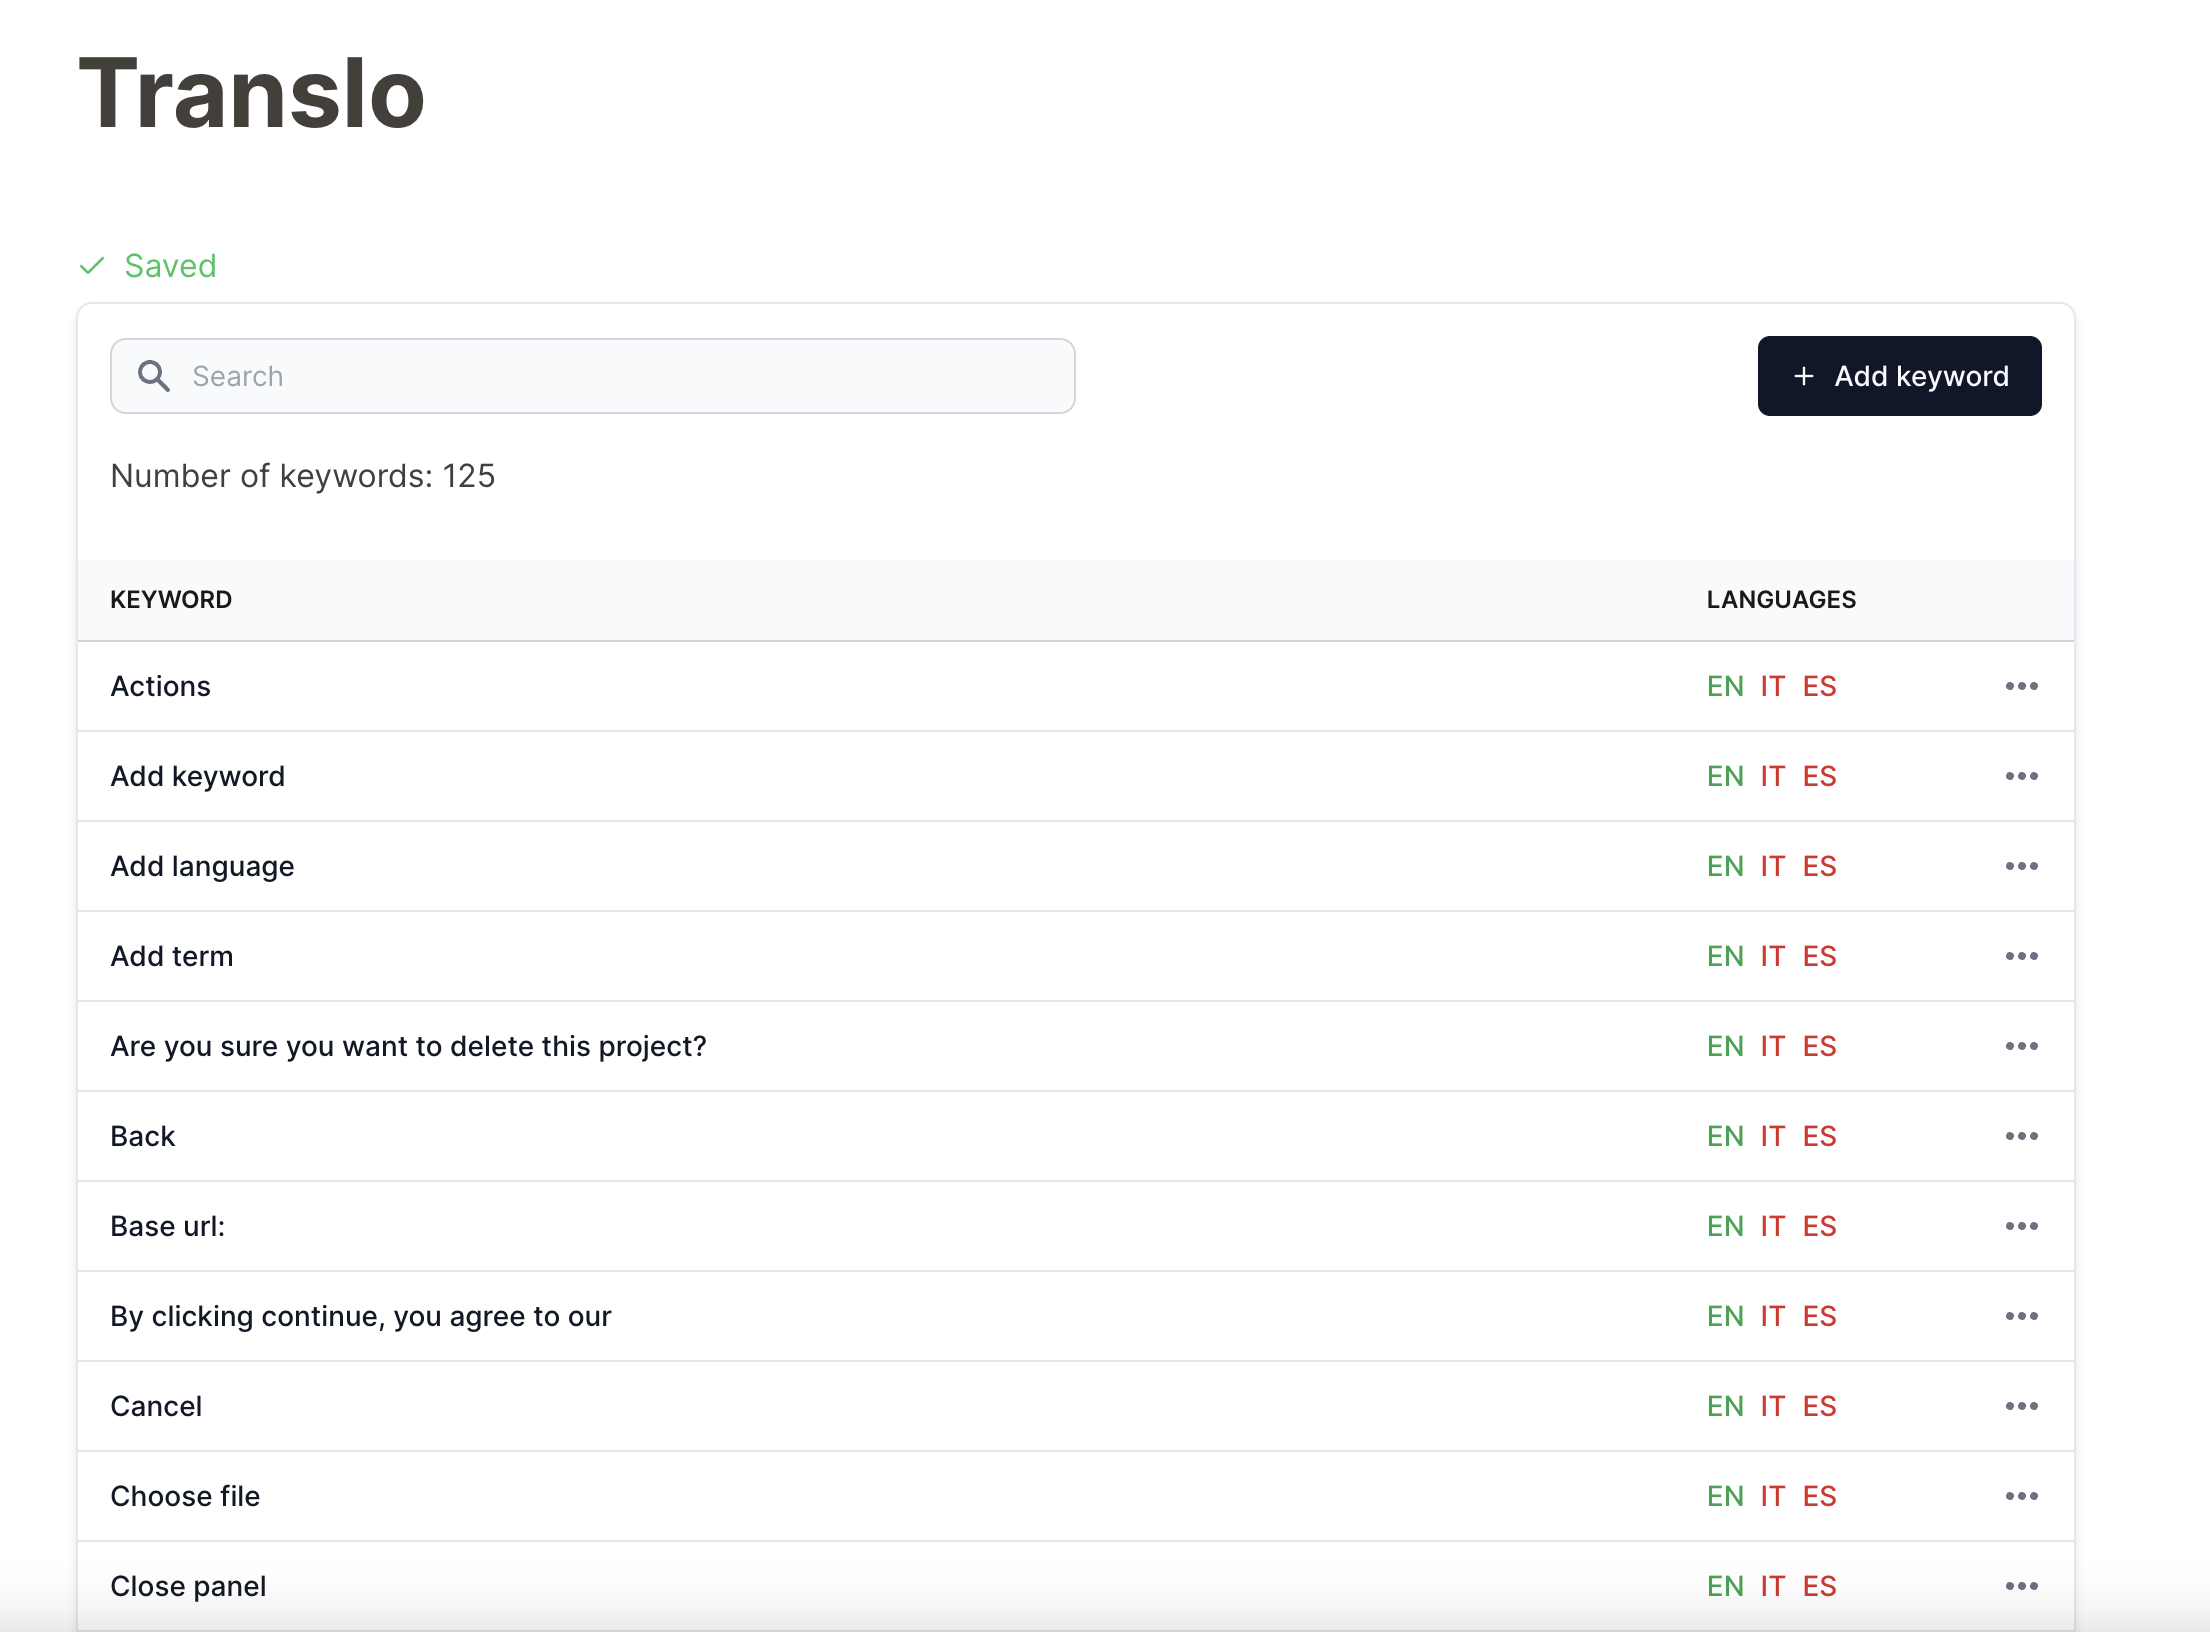 Translo
Saved
Search
+ Add keyword
Number of keywords: 125
KEYWORD LANGUAGES
Actions EN IT ES
Add keyword EN IT ES
Add language EN IT ES
Add term EN IT ES
Are you sure you want to delete this project? EN IT ES
Back EN IT ES
Base url: EN IT ES
By clicking continue, you agree to our EN IT ES
Cancel EN IT ES
Choose file EN IT ES
Close panel EN IT ES